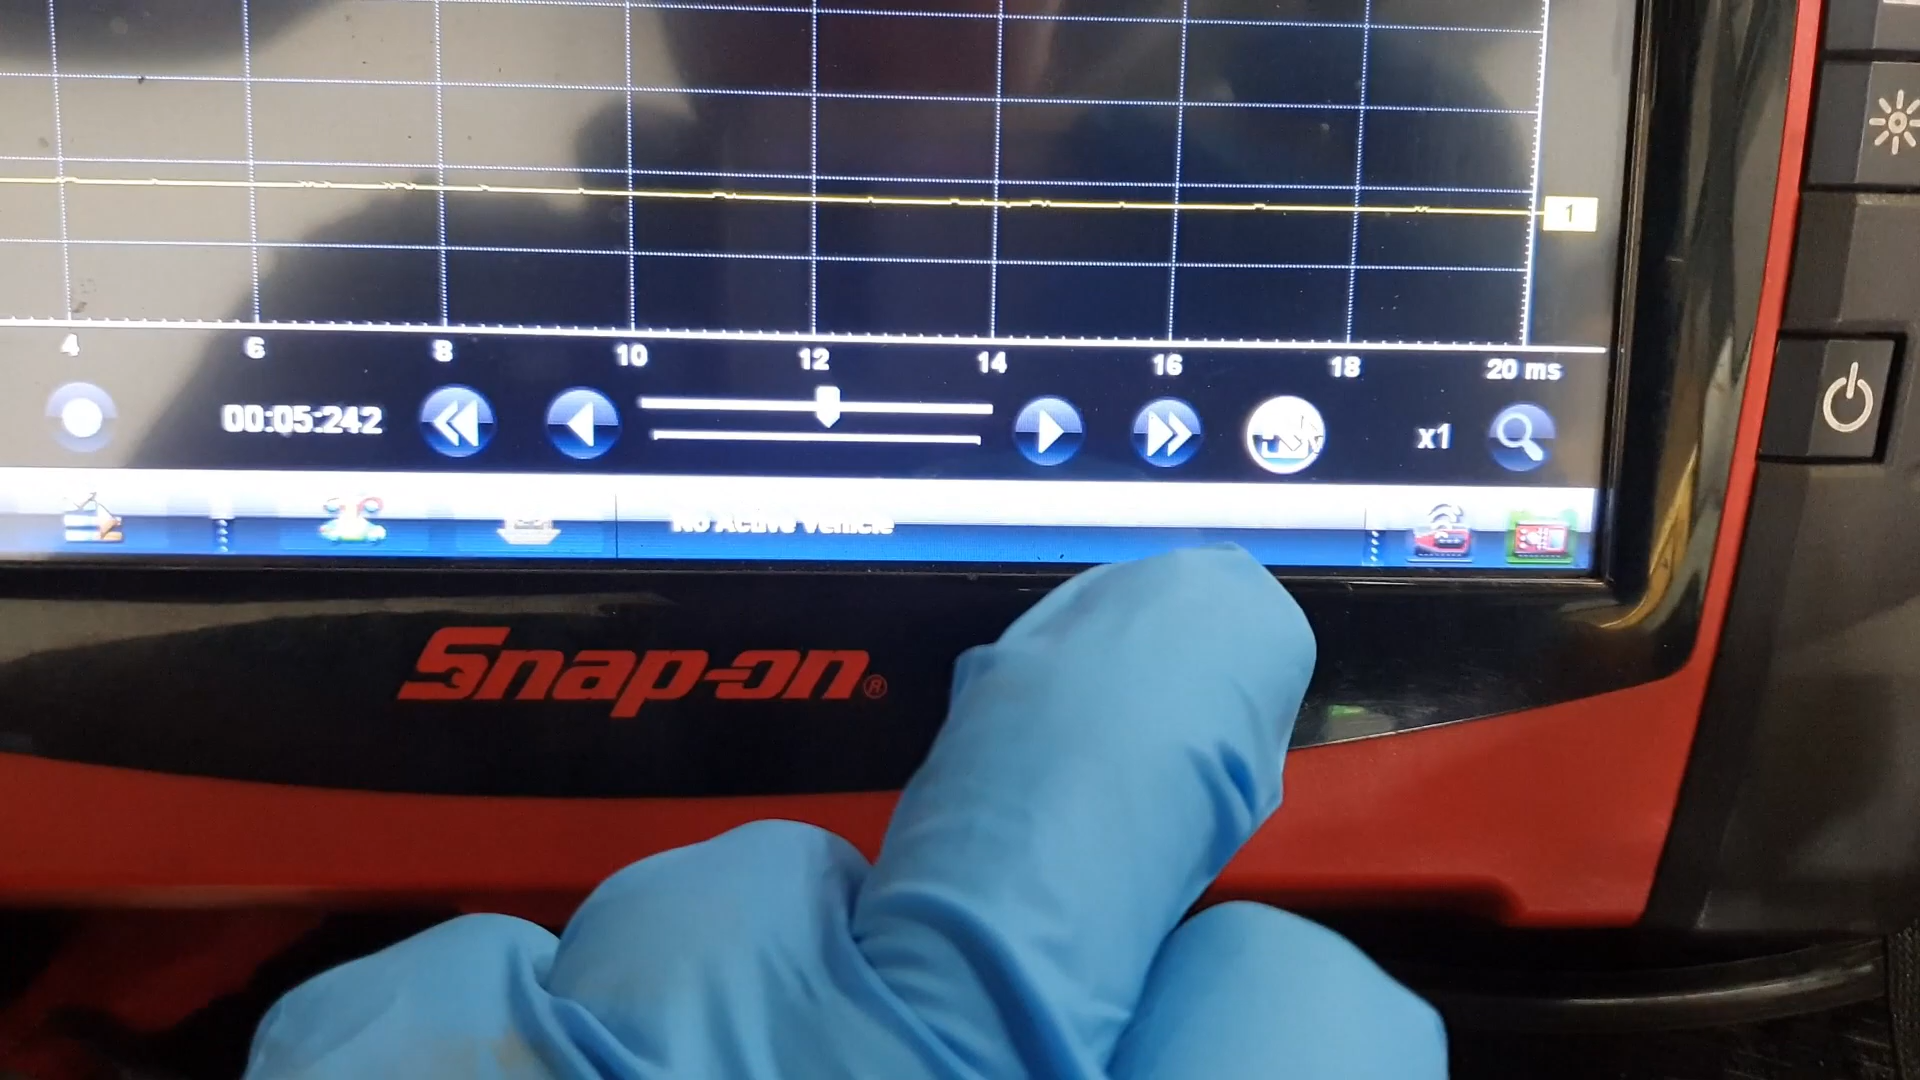 1
4 6 8 10 12 14 16 18 20 ms
00:05:242 x1
No Active Vehicle
Snap-on®